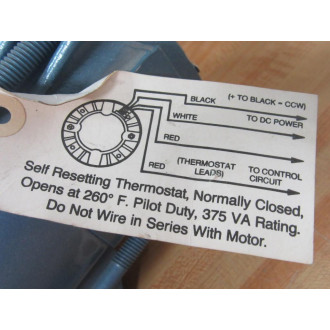 BLACK (+ TO BLACK = CCW)
WHITE TO DC POWER
RED
(THERMOSTAT TO CONTROL
RED LEADS) CIRCUIT
Self Resetting Thermostat, Normally Closed,
Opens at 260° F. Pilot Duty, 375 VA Rating.
Do Not Wire in Series With Motor.